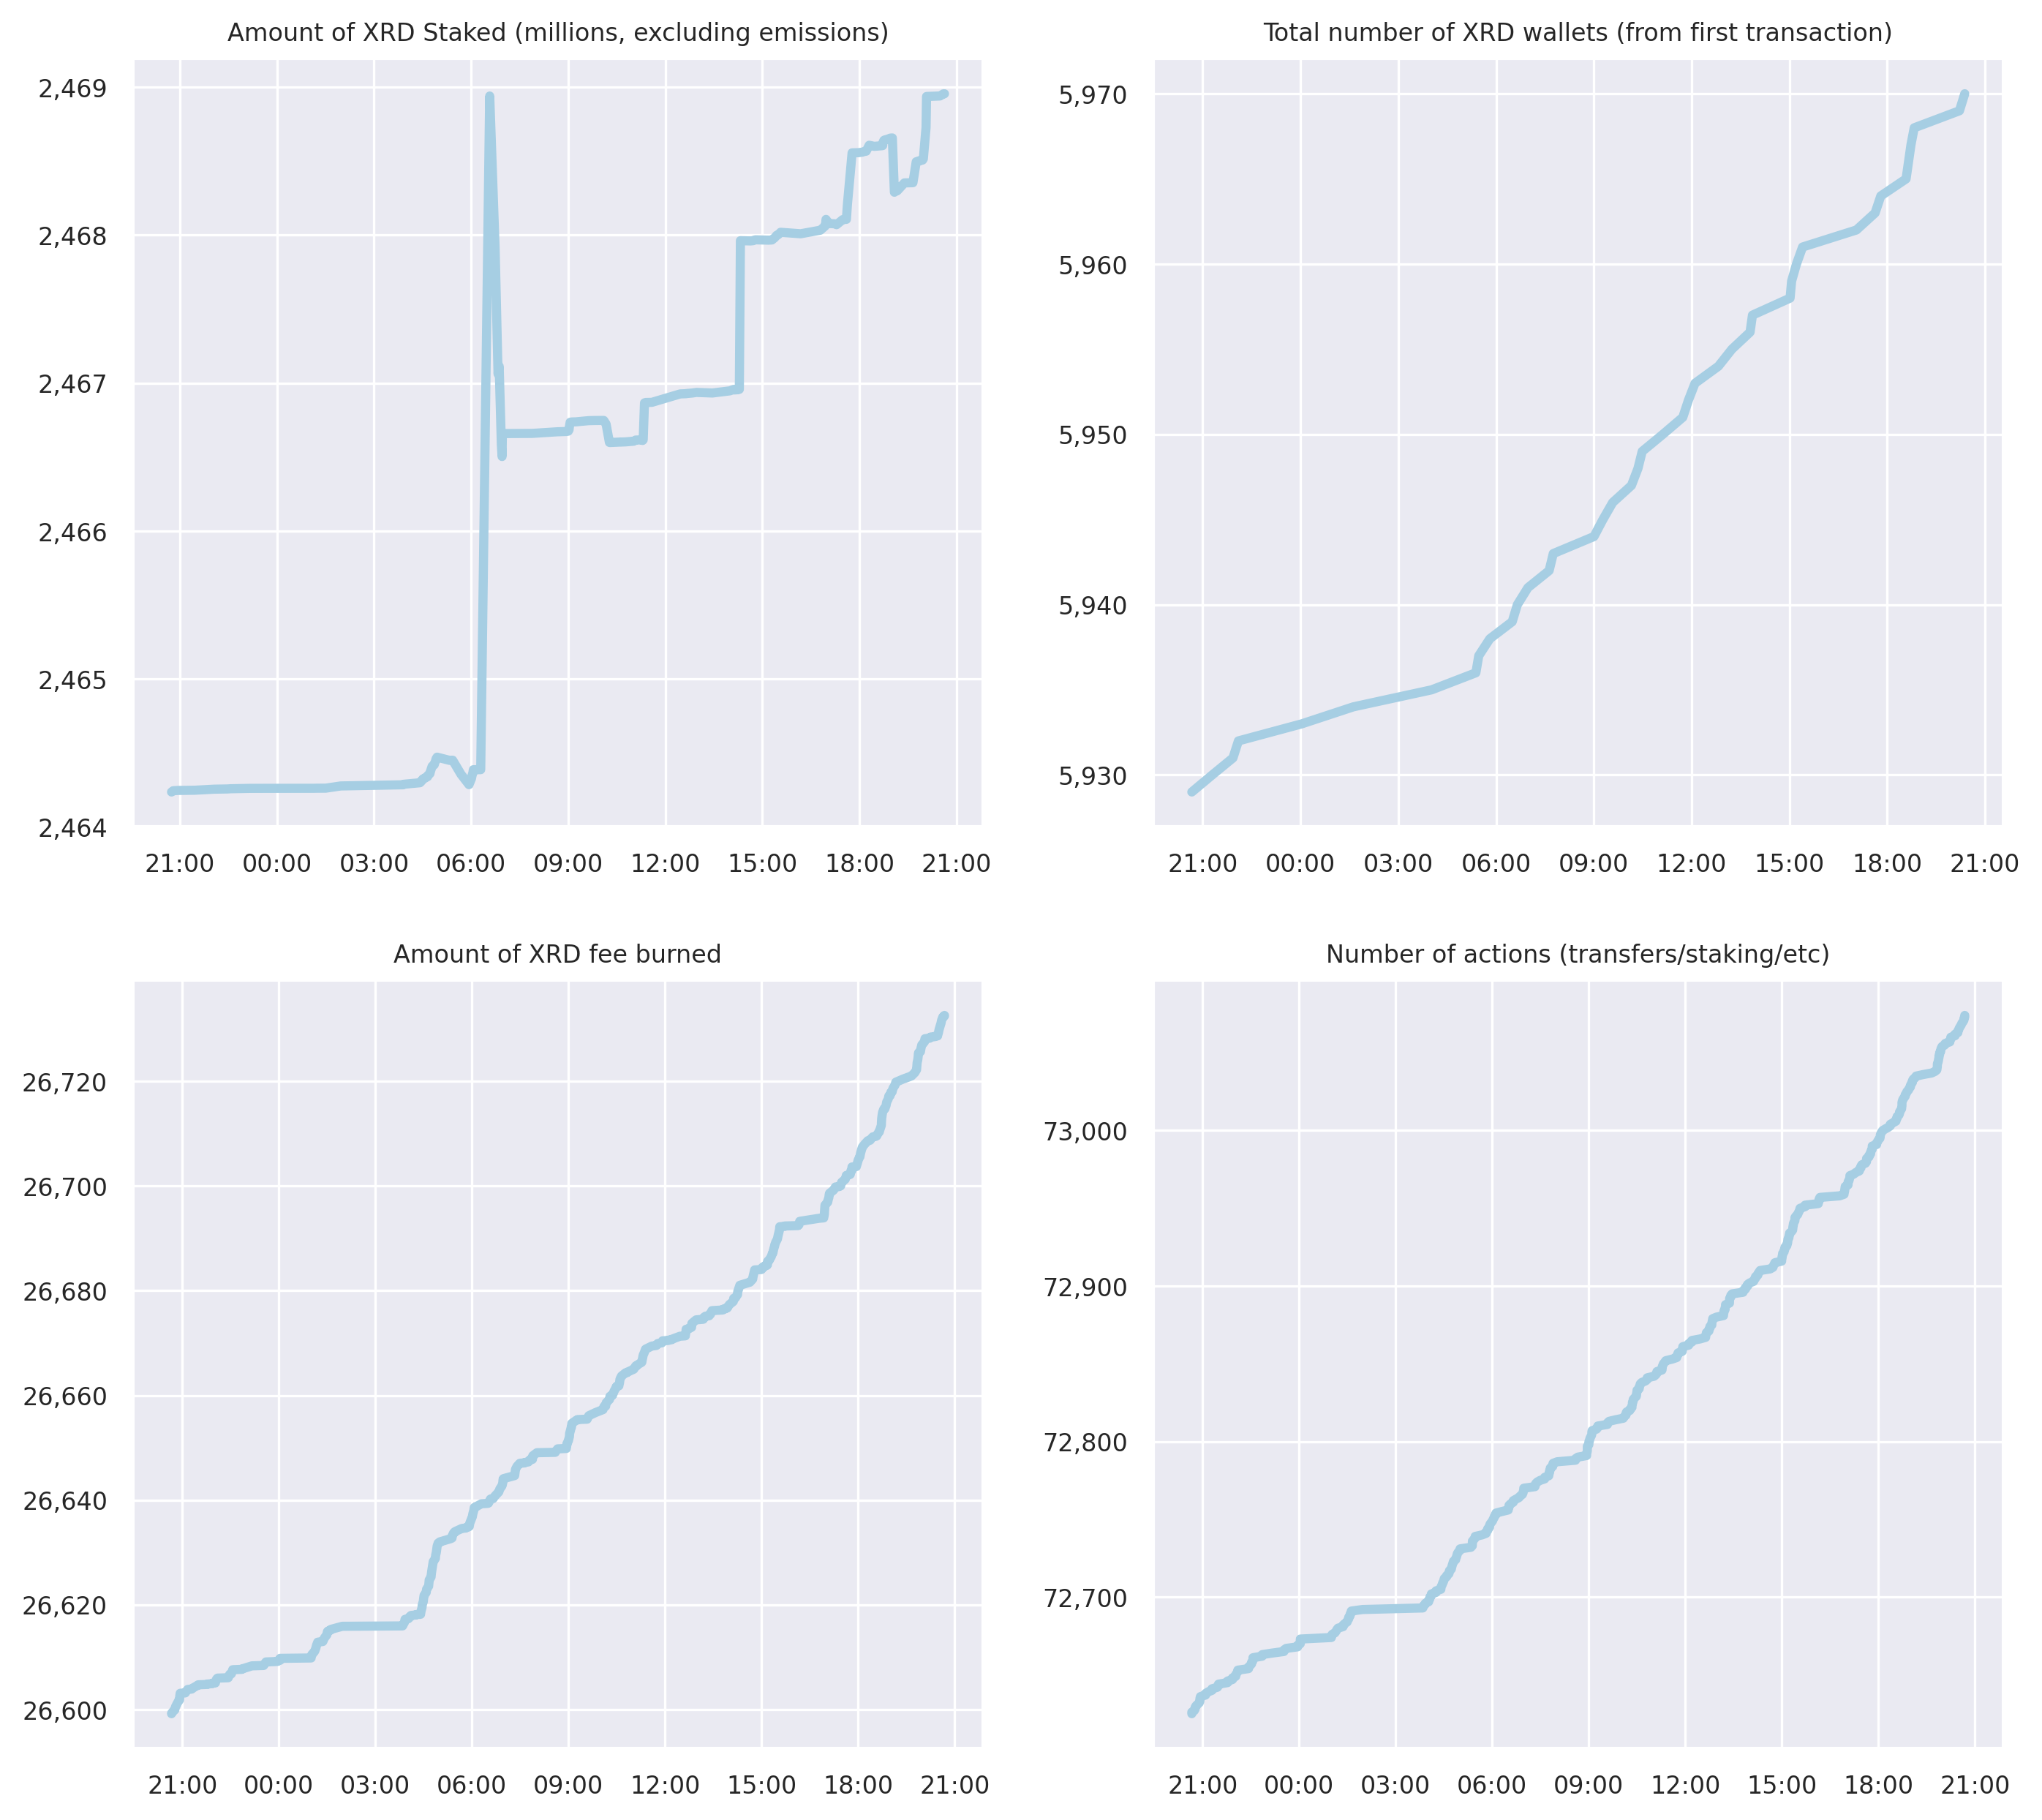 Amount of XRD Staked (millions, excluding emissions)
2,469
2,468
2,467
2,466
2,465
2,464
21:00 00:00 03:00 06:00 09:00 12:00 15:00 18:00 21:00
Total number of XRD wallets (from first transaction)
5,970
5,960
5,950
5,940
5,930
21:00 00:00 03:00 06:00 09:00 12:00 15:00 18:00 21:00
Amount of XRD fee burned
26,720
26,700
26,680
26,660
26,640
26,620
26,600
21:00 00:00 03:00 06:00 09:00 12:00 15:00 18:00 21:00
Number of actions (transfers/staking/etc)
73,000
72,900
72,800
72,700
21:00 00:00 03:00 06:00 09:00 12:00 15:00 18:00 21:00